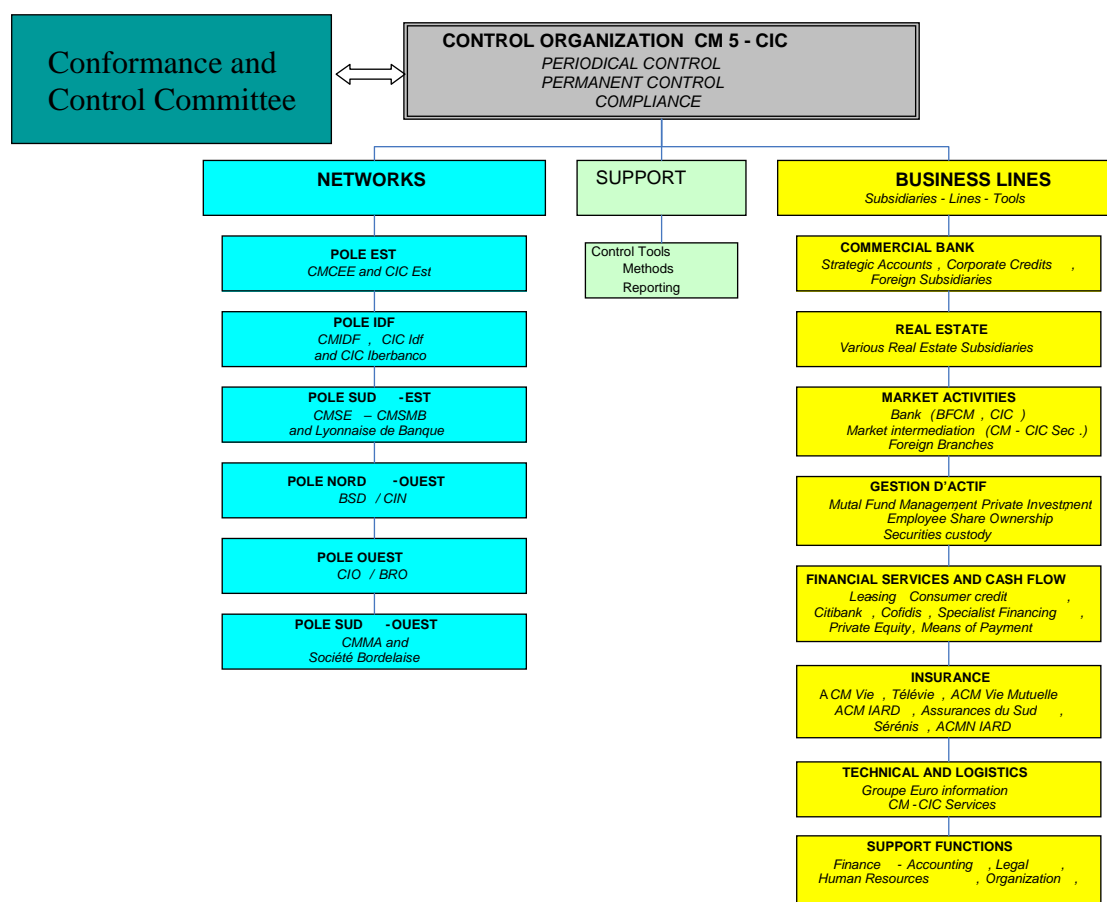 Conformance and
Control Committee
CONTROL ORGANIZATION CM 5 - CIC
PERIODICAL CONTROL
PERMANENT CONTROL
COMPLIANCE
NETWORKS
POLE EST
CMCEE and CIC Est
POLE IDF
CMIDF , CIC Idf
and CIC Iberbanco
POLE SUD -EST
CMSE – CMSMB
and Lyonnaise de Banque
POLE NORD -OUEST
BSD / CIN
POLE OUEST
CIO / BRO
POLE SUD -OUEST
CMMA and
Société Bordelaise
SUPPORT
Control Tools
Methods
Reporting
BUSINESS LINES
Subsidiaries - Lines - Tools
COMMERCIAL BANK
Strategic Accounts , Corporate Credits ,
Foreign Subsidiaries
REAL ESTATE
Various Real Estate Subsidiaries
MARKET ACTIVITIES
Bank (BFCM , CIC )
Market intermediation (CM - CIC Sec .)
Foreign Branches
GESTION D'ACTIF
Mutal Fund Management, Private Investment,
Employee Share Ownership
Securities custody
FINANCIAL SERVICES AND CASH FLOW
Leasing Consumer credit ,
Citibank , Cofidis , Specialist Financing ,
Private Equity, Means of Payment
INSURANCE
ACM Vie , Télévie , ACM Vie Mutuelle
ACM IARD , Assurances du Sud ,
Sérénis , ACMN IARD
TECHNICAL AND LOGISTICS
Groupe Euro information
CM - CIC Services
SUPPORT FUNCTIONS
Finance - Accounting , Legal ,
Human Resources , Organization ,